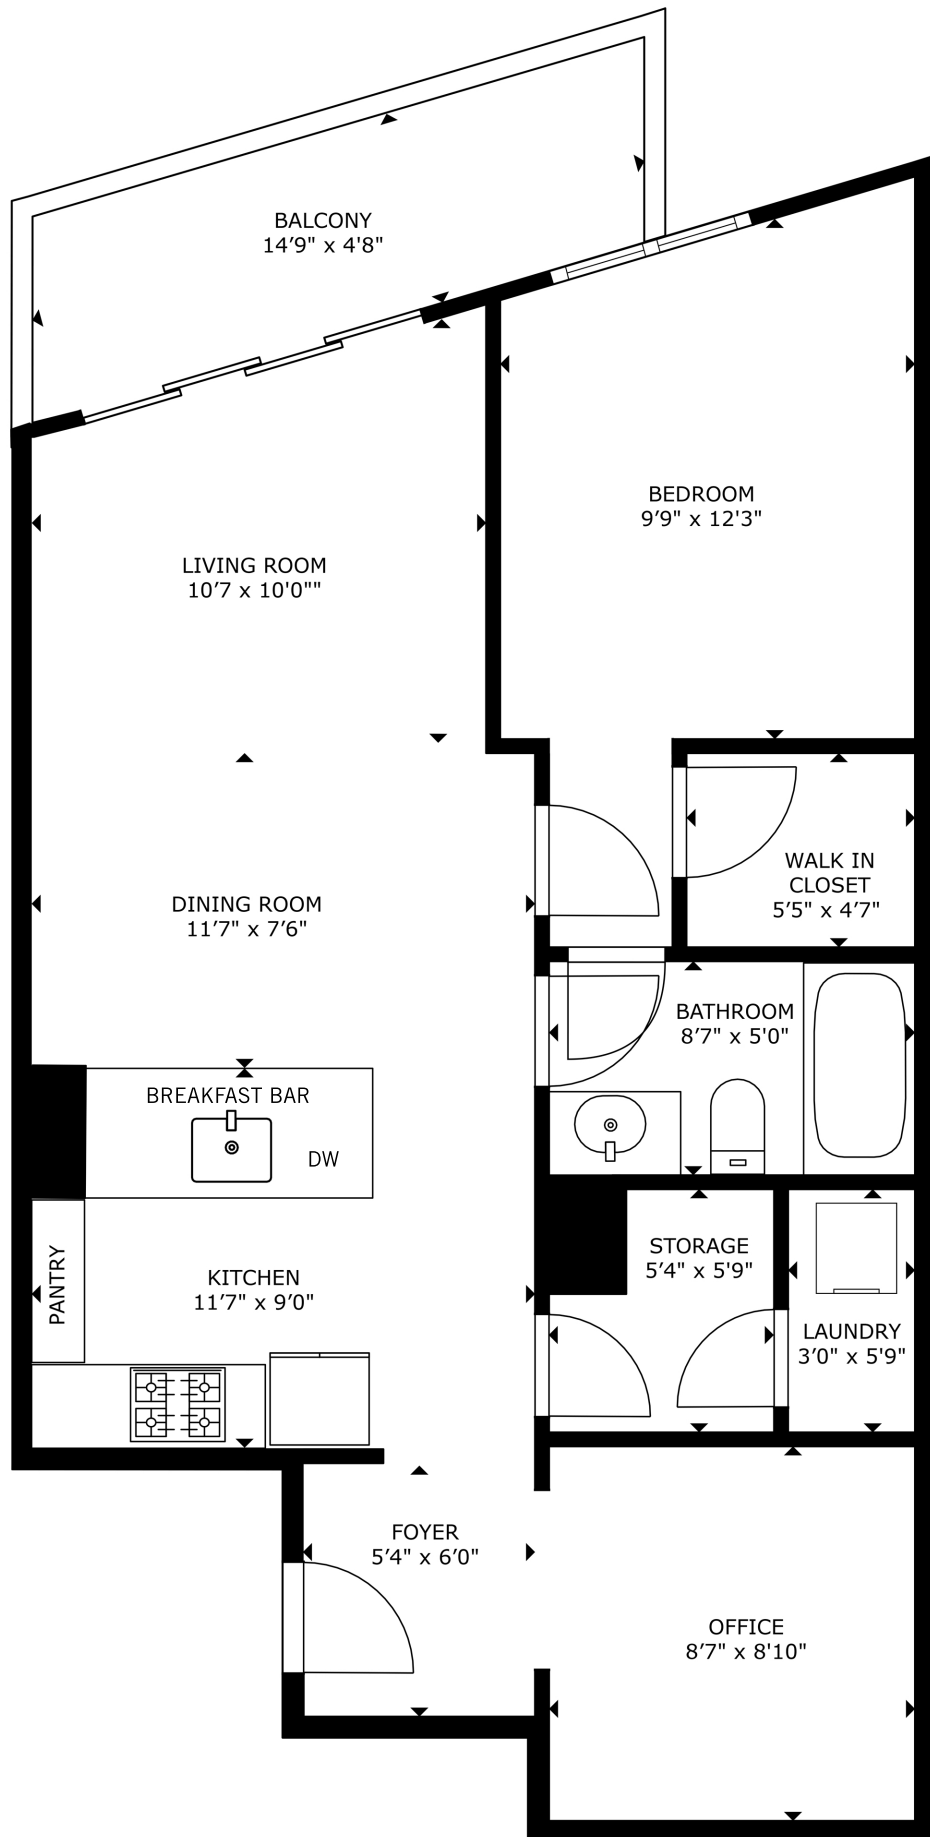 BALCONY
14'9" x 4'8"
BEDROOM
9'9" x 12'3"
LIVING ROOM
10'7 x 10'0""
WALK IN
CLOSET
5'5" x 4'7"
DINING ROOM
11'7" x 7'6"
BATHROOM
8'7" x 5'0"
BREAKFAST BAR
DW
PANTRY
KITCHEN
11'7" x 9'0"
STORAGE
5'4" x 5'9"
LAUNDRY
3'0" x 5'9"
FOYER
5'4" x 6'0"
OFFICE
8'7" x 8'10"